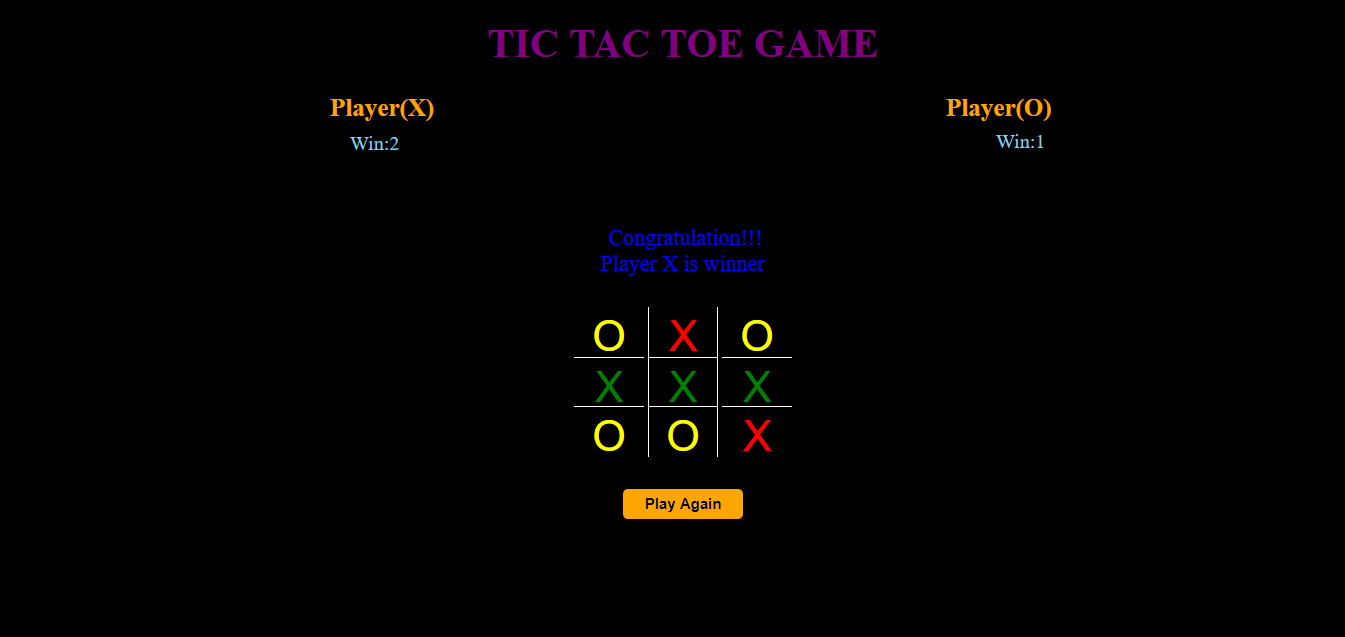 TIC TAC TOE GAME
Player(X) Player(O)
Win:2 Win:1
Congratulation!!!
Player X is winner
O X O
X X X
O O X
Play Again